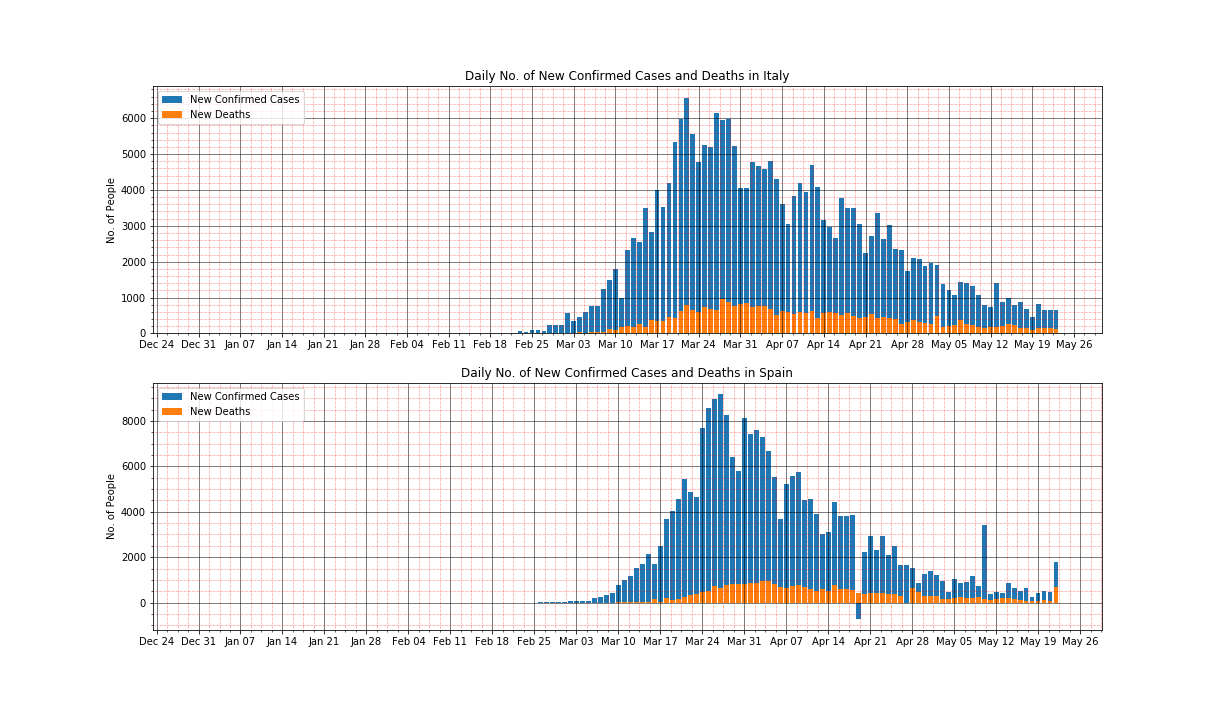 Daily No. of New Confirmed Cases and Deaths in Italy
New Confirmed Cases
New Deaths
No. of People
6000
5000
4000
3000
2000
1000
0
Dec 24 Dec 31 Jan 07 Jan 14 Jan 21 Jan 28 Feb 04 Feb 11 Feb 18 Feb 25 Mar 03 Mar 10 Mar 17 Mar 24 Mar 31 Apr 07 Apr 14 Apr 21 Apr 28 May 05 May 12 May 19 May 26
Daily No. of New Confirmed Cases and Deaths in Spain
New Confirmed Cases
New Deaths
No. of People
8000
6000
4000
2000
0
Dec 24 Dec 31 Jan 07 Jan 14 Jan 21 Jan 28 Feb 04 Feb 11 Feb 18 Feb 25 Mar 03 Mar 10 Mar 17 Mar 24 Mar 31 Apr 07 Apr 14 Apr 21 Apr 28 May 05 May 12 May 19 May 26